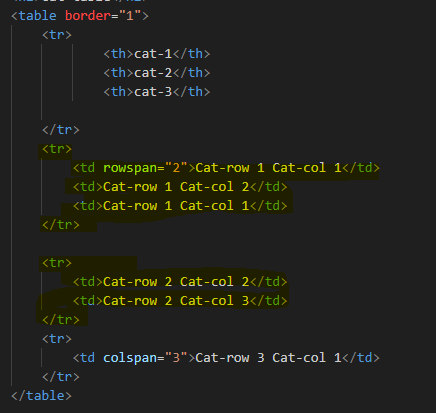 <table border="1">
<tr>
<th>cat-1</th>
<th>cat-2</th>
<th>cat-3</th>
</tr>
<tr>
<td rowspan="2">Cat-row 1 Cat-col 1</td>
<td>Cat-row 1 Cat-col 2</td>
<td>Cat-row 1 Cat-col 1</td>
</tr>
<tr>
<td>Cat-row 2 Cat-col 2</td>
<td>Cat-row 2 Cat-col 3</td>
</tr>
<tr>
<td colspan="3">Cat-row 3 Cat-col 1</td>
</tr>
</table>